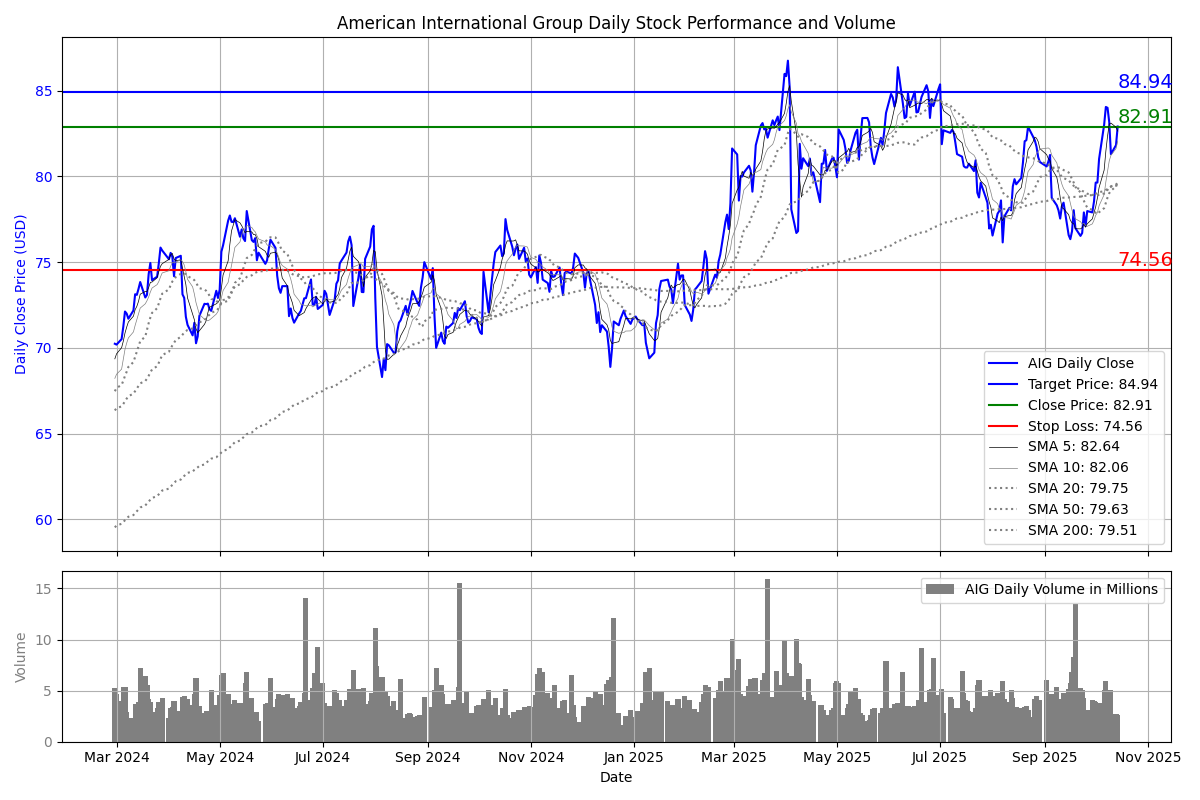 American International Group Daily Stock Performance and Volume
Daily Close Price (USD)
85
80
75
70
65
60
84.94
82.91
74.56
AIG Daily Close
Target Price: 84.94
Close Price: 82.91
Stop Loss: 74.56
SMA 5: 82.64
SMA 10: 82.06
SMA 20: 79.75
SMA 50: 79.63
SMA 200: 79.51
Volume
15
10
5
0
AIG Daily Volume in Millions
Mar 2024 May 2024 Jul 2024 Sep 2024 Nov 2024 Jan 2025 Mar 2025 May 2025 Jul 2025 Sep 2025 Nov 2025
Date